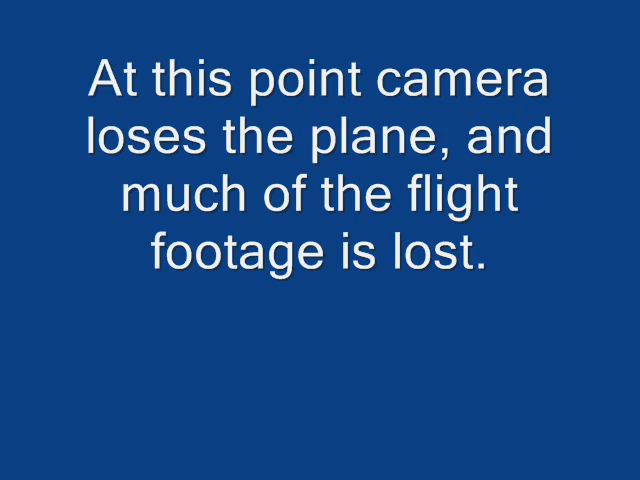 At this point camera
loses the plane, and
much of the flight
footage is lost.